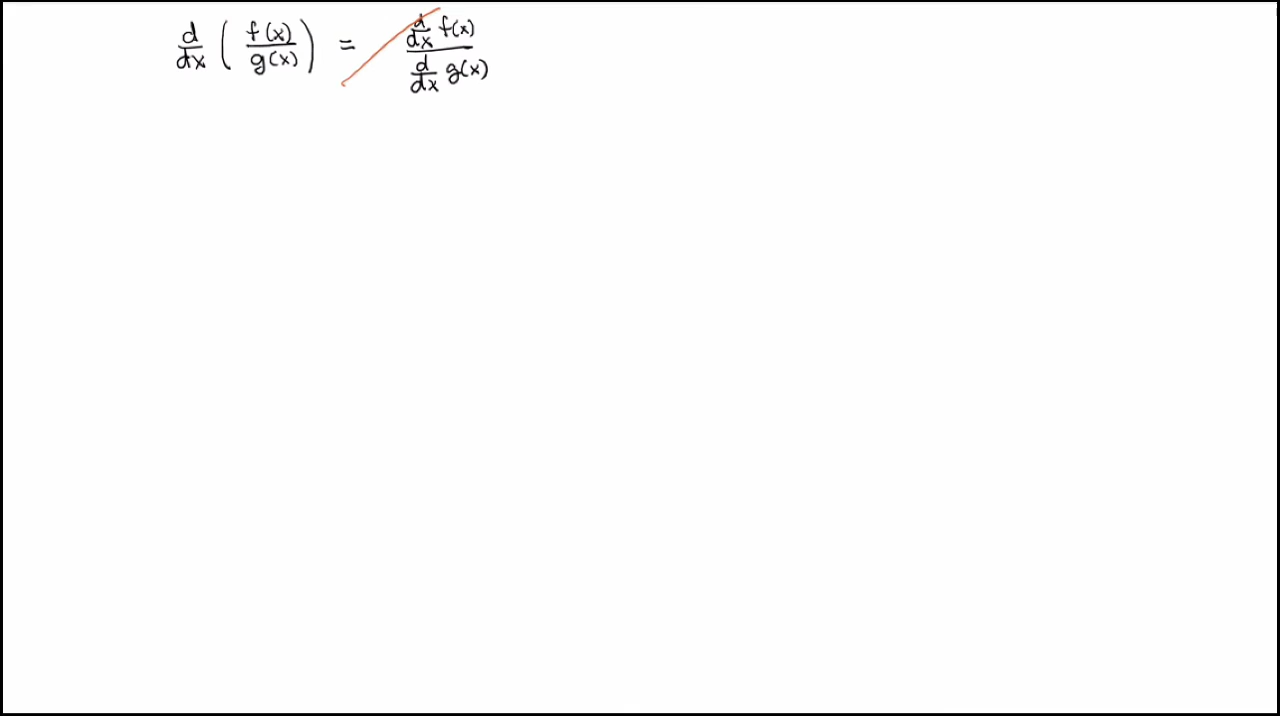 d/dx ( f(x)/g(x) ) = d/dx f(x) / d/dx g(x)